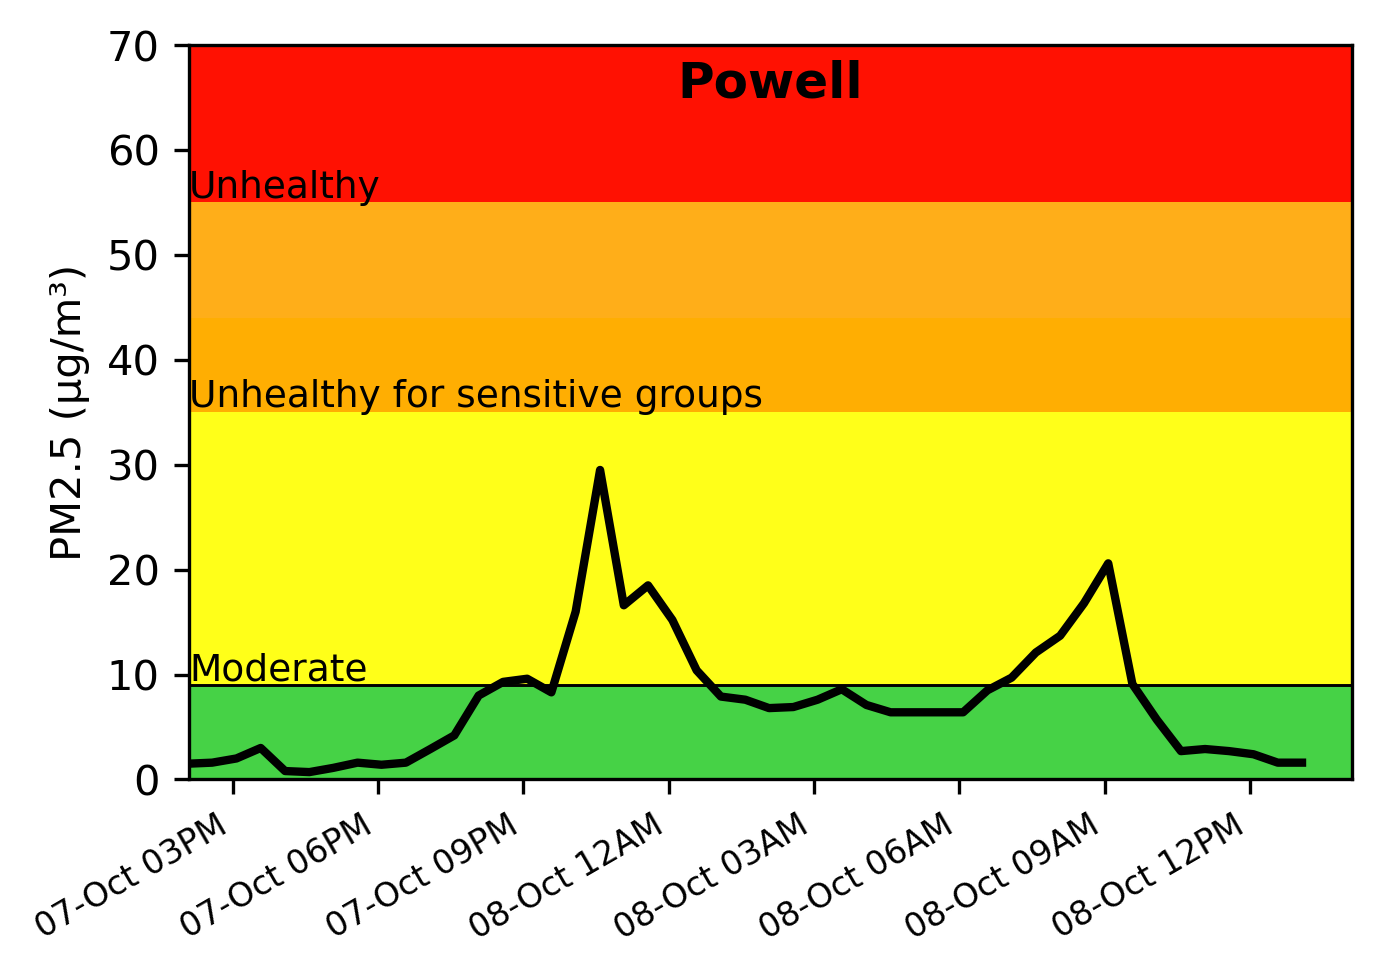 Powell
70
60
50
40
30
20
10
0
PM2.5 (µg/m³)
Unhealthy
Unhealthy for sensitive groups
Moderate
07-Oct 03PM
07-Oct 06PM
07-Oct 09PM
08-Oct 12AM
08-Oct 03AM
08-Oct 06AM
08-Oct 09AM
08-Oct 12PM